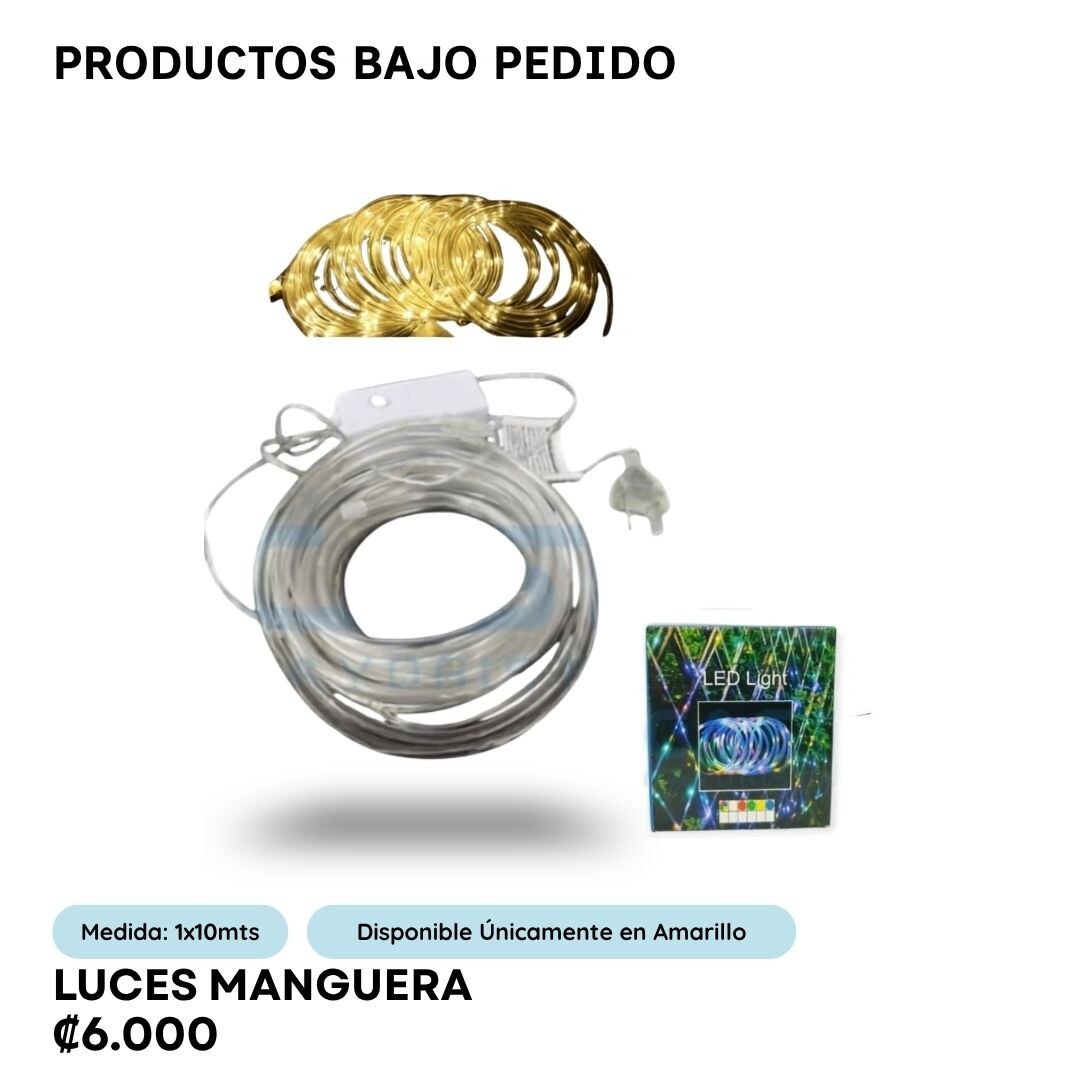 PRODUCTOS BAJO PEDIDO
LED Light
Medida: 1x10mts
Disponible Únicamente en Amarillo
LUCES MANGUERA
₡6.000